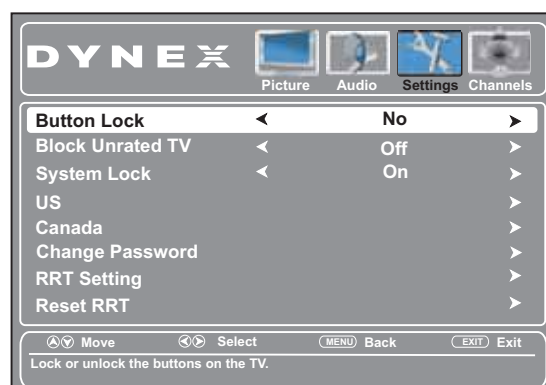 DYNEX
Picture Audio Settings Channels
Button Lock No
Block Unrated TV Off
System Lock On
US
Canada
Change Password
RRT Setting
Reset RRT
Move Select MENU Back EXIT Exit
Lock or unlock the buttons on the TV.